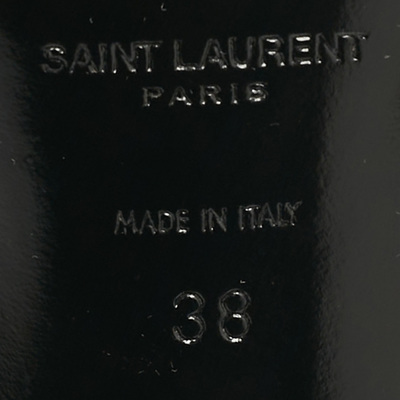 SAINT LAURENT
PARIS
MADE IN ITALY
38